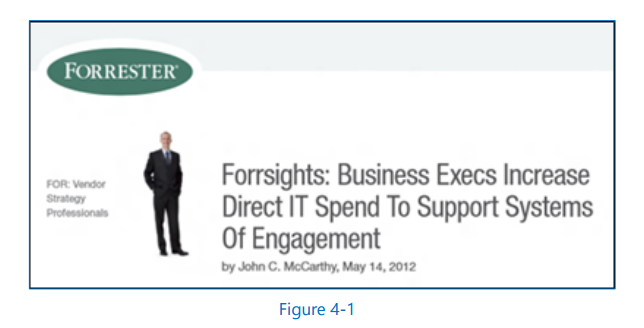 FORRESTER®
FOR: Vendor
Strategy
Professionals
Forrsights: Business Execs Increase
Direct IT Spend To Support Systems
Of Engagement
by John C. McCarthy, May 14, 2012
Figure 4-1